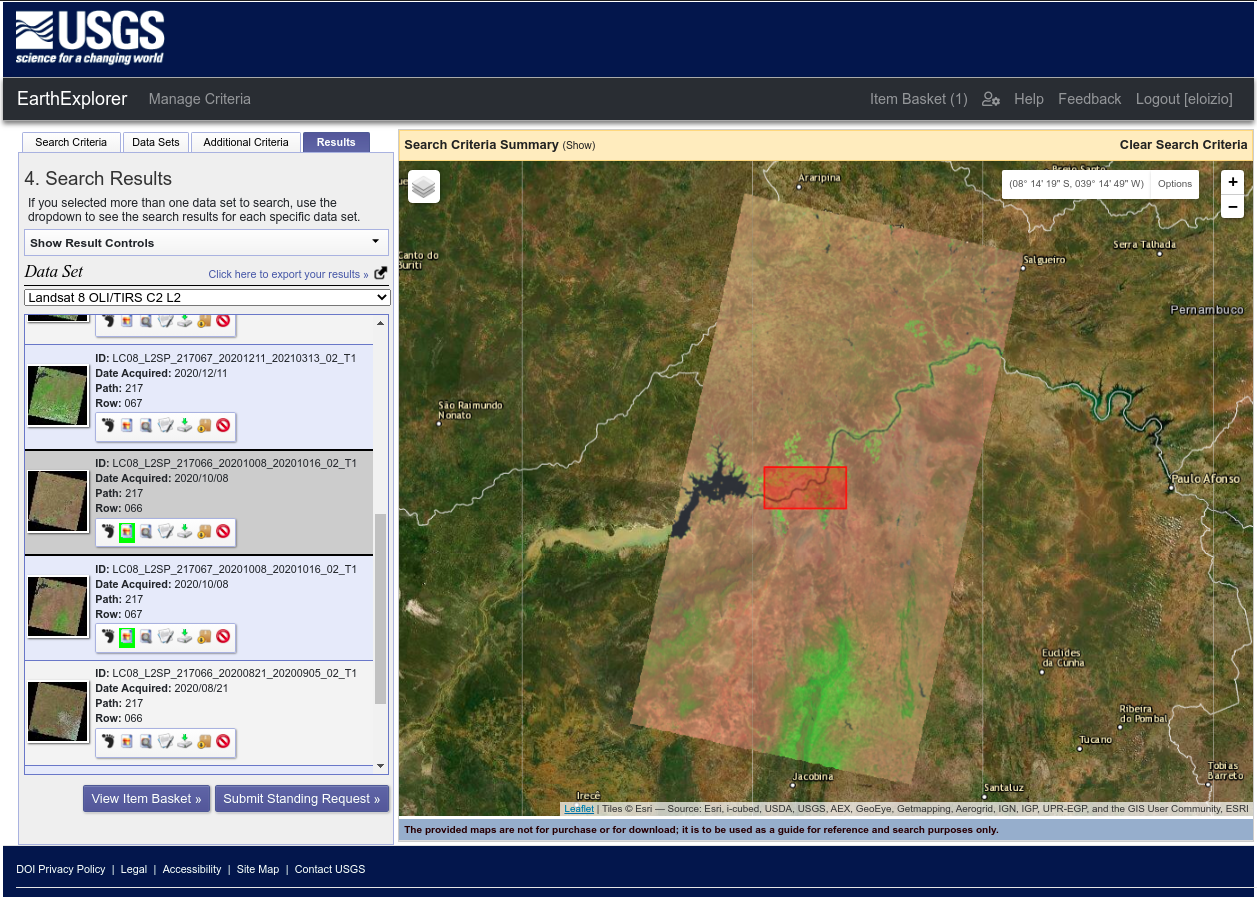 USGS
science for a changing world
EarthExplorer Manage Criteria Item Basket (1) Help Feedback Logout [eloizio]
Search Criteria Data Sets Additional Criteria Results
4. Search Results
If you selected more than one data set to search, use the
dropdown to see the search results for each specific data set.
Show Result Controls
Data Set Click here to export your results »
Landsat 8 OLI/TIRS C2 L2
ID: LC08_L2SP_217067_20201211_20210313_02_T1
Date Acquired: 2020/12/11
Path: 217
Row: 067
ID: LC08_L2SP_217066_20201008_20201016_02_T1
Date Acquired: 2020/10/08
Path: 217
Row: 066
ID: LC08_L2SP_217067_20201008_20201016_02_T1
Date Acquired: 2020/10/08
Path: 217
Row: 067
ID: LC08_L2SP_217066_20200821_20200905_02_T1
Date Acquired: 2020/08/21
Path: 217
Row: 066
View Item Basket » Submit Standing Request »
Search Criteria Summary (Show) Clear Search Criteria
(08° 14' 19" S, 039° 14' 49" W) Options
+
−
Araripina
Serra Talhada
Canto do
Buriti
Salgueiro
Pernambuco
São Raimundo
Nonato
Paulo Afonso
Euclides
da Cunha
Ribeira
do Pombal
Tucano
Tobias
Barreto
Jacobina
Santaluz
Irecê
Leaflet | Tiles © Esri — Source: Esri, i-cubed, USDA, USGS, AEX, GeoEye, Getmapping, Aerogrid, IGN, IGP, UPR-EGP, and the GIS User Community, ESRI
The provided maps are not for purchase or for download; it is to be used as a guide for reference and search purposes only.
DOI Privacy Policy | Legal | Accessibility | Site Map | Contact USGS